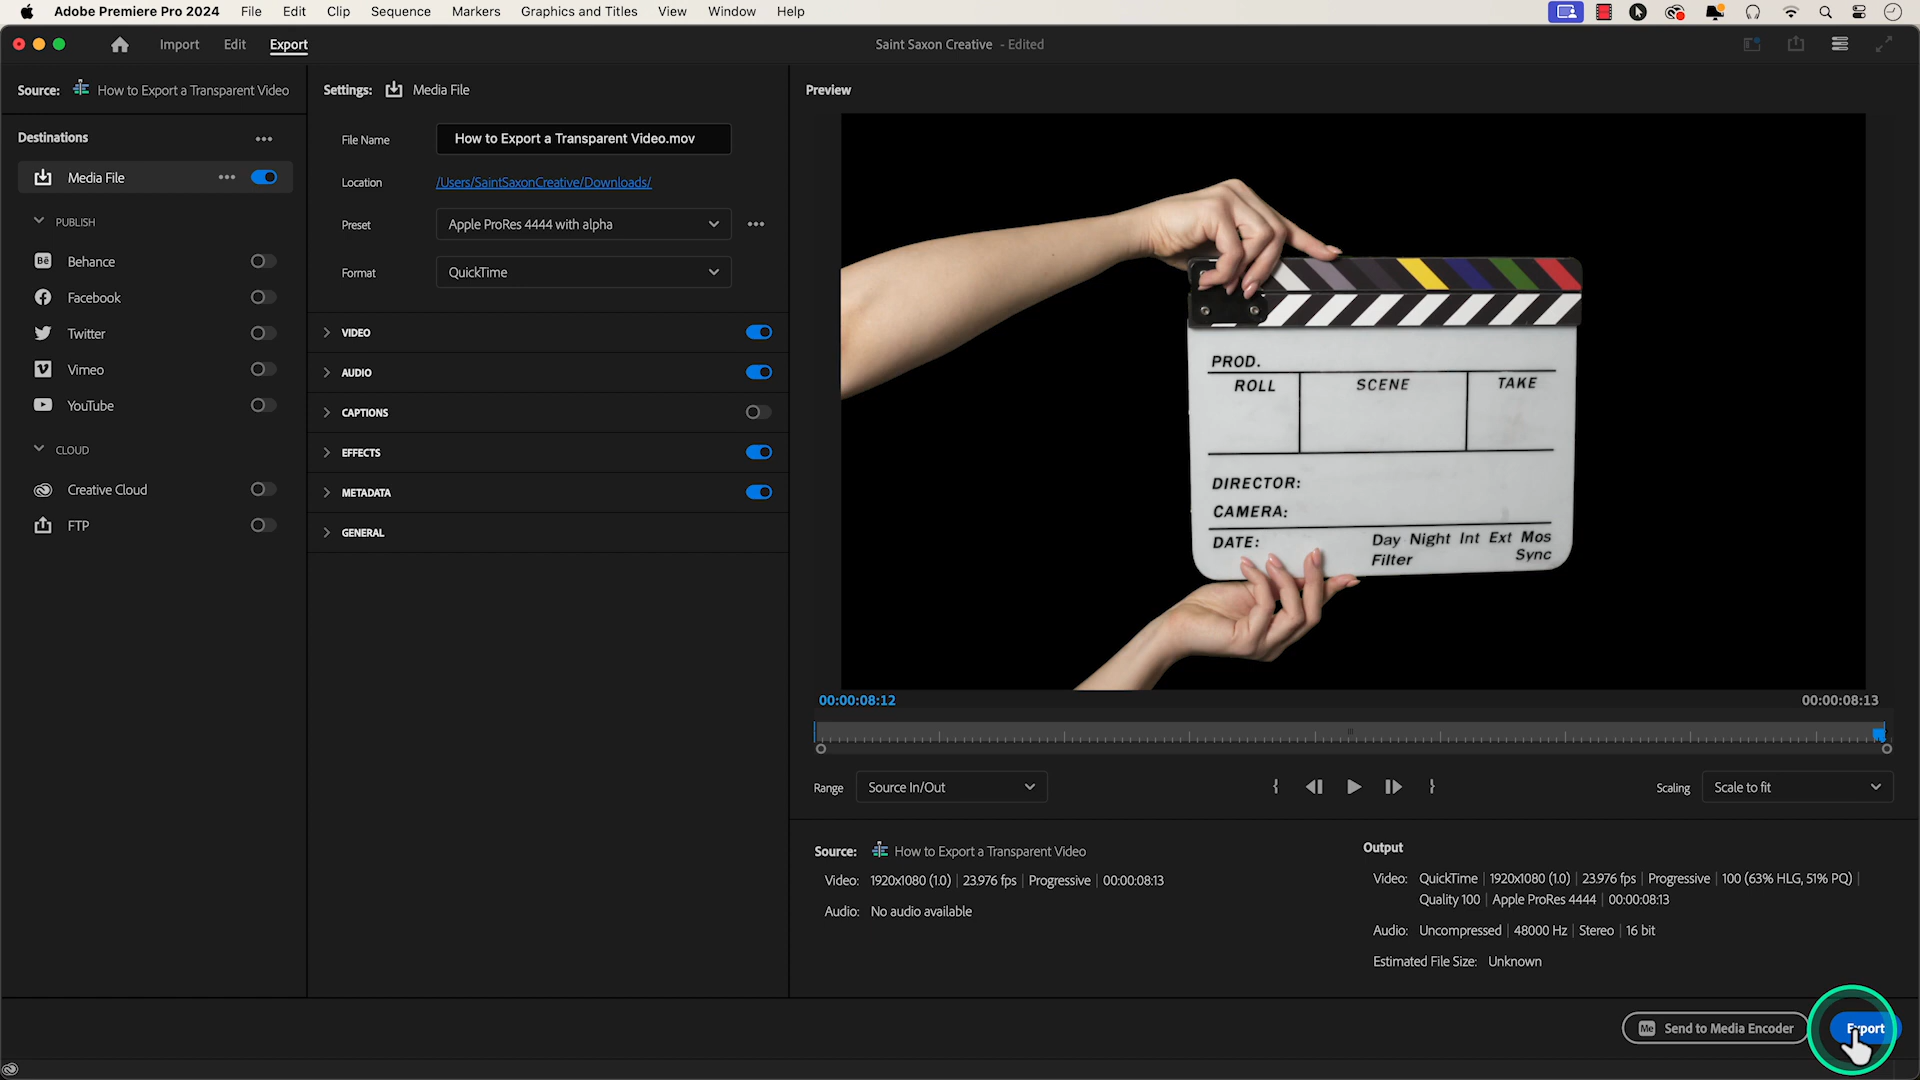 Adobe Premiere Pro 2024 File Edit Clip Sequence Markers Graphics and Titles View Window Help
Import Edit Export
Saint Saxon Creative - Edited
Source: How to Export a Transparent Video
Destinations
Media File
PUBLISH
Bē Behance
Facebook
Twitter
Vimeo
YouTube
CLOUD
Creative Cloud
FTP
Settings: Media File
File Name How to Export a Transparent Video.mov
Location /Users/SaintSaxonCreative/Downloads/
Preset Apple ProRes 4444 with alpha
Format QuickTime
VIDEO
AUDIO
CAPTIONS
EFFECTS
METADATA
GENERAL
Preview
PROD.
ROLL SCENE TAKE
DIRECTOR:
CAMERA:
DATE: Day Night Int Ext Mos
Filter Sync
00:00:08:12 00:00:08:13
Range Source In/Out
Scaling Scale to fit
Source: How to Export a Transparent Video
Video: 1920x1080 (1.0) | 23.976 fps | Progressive | 00:00:08:13
Audio: No audio available
Output
Video: QuickTime | 1920x1080 (1.0) | 23.976 fps | Progressive | 100 (63% HLG, 51% PQ) |
Quality 100 | Apple ProRes 4444 | 00:00:08:13
Audio: Uncompressed | 48000 Hz | Stereo | 16 bit
Estimated File Size: Unknown
Me Send to Media Encoder
Export